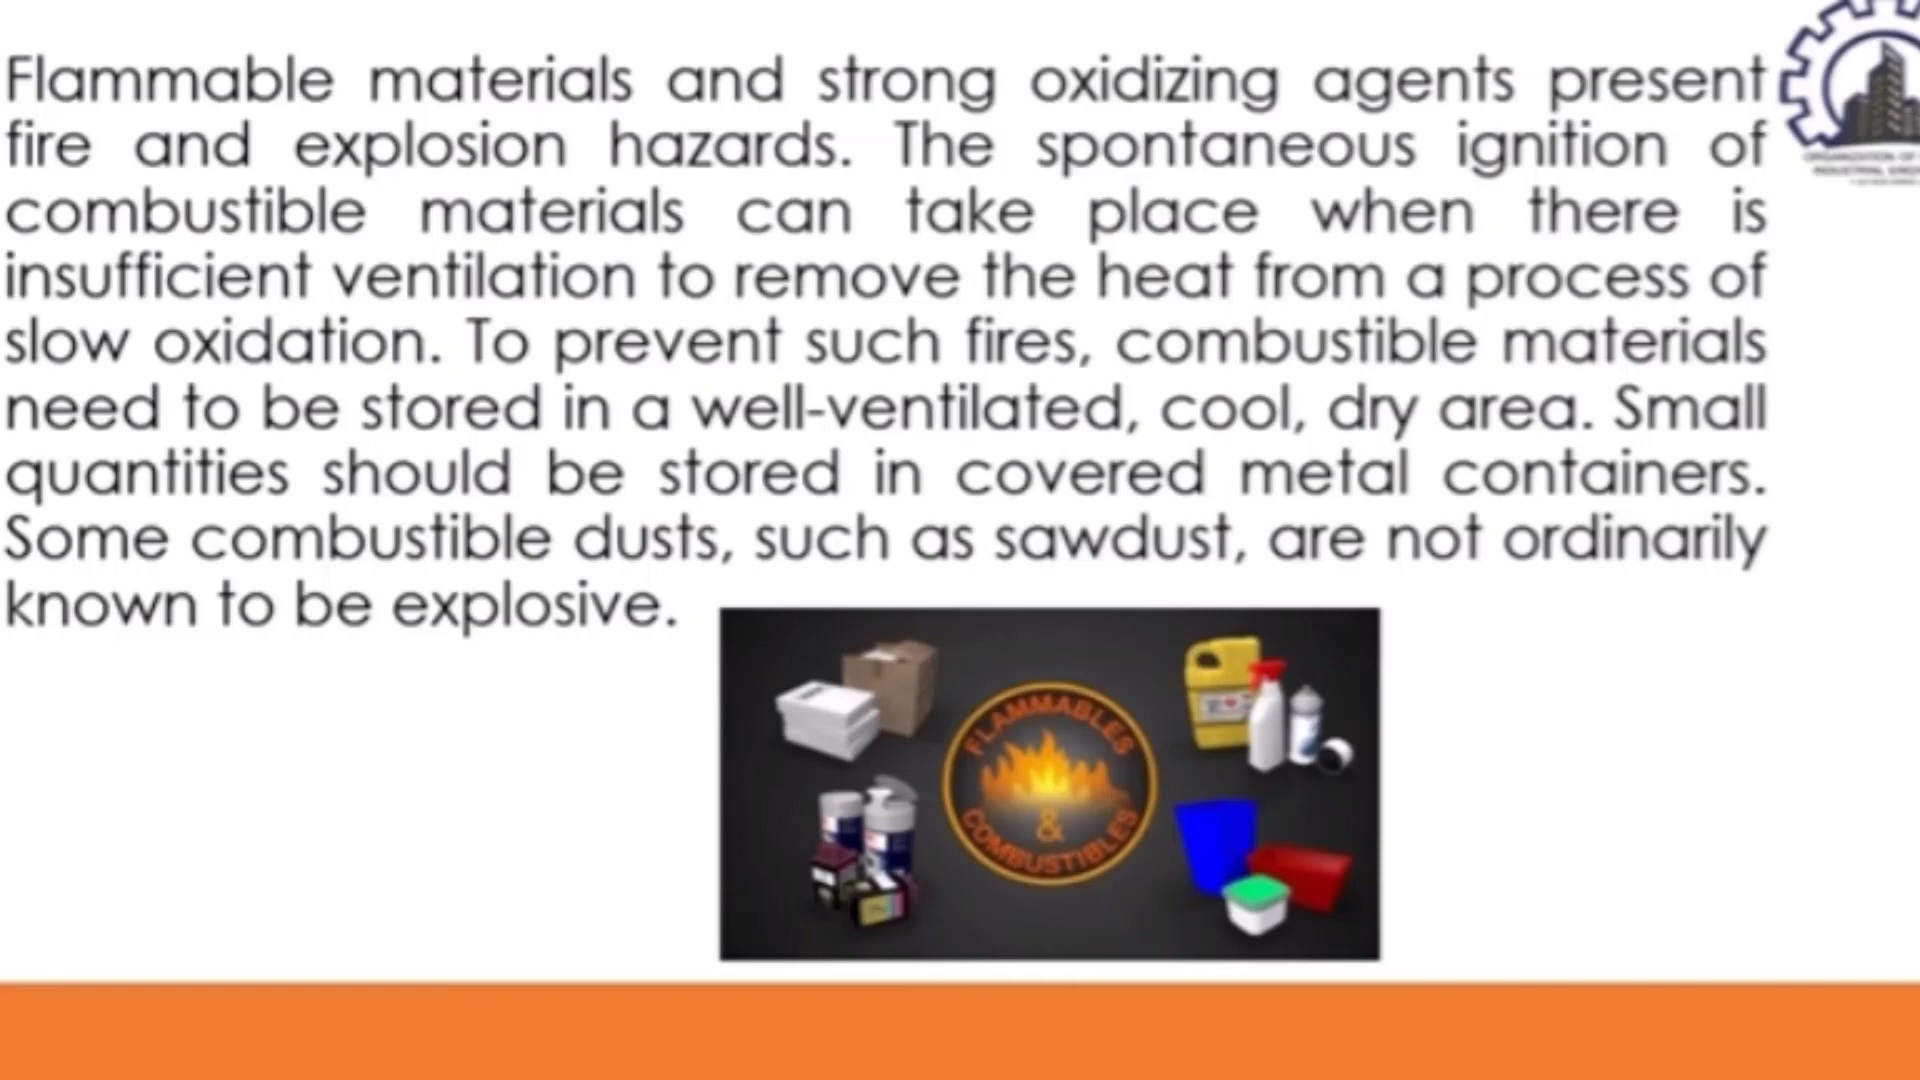 Flammable materials and strong oxidizing agents present
fire and explosion hazards. The spontaneous ignition of
combustible materials can take place when there is
insufficient ventilation to remove the heat from a process of
slow oxidation. To prevent such fires, combustible materials
need to be stored in a well-ventilated, cool, dry area. Small
quantities should be stored in covered metal containers.
Some combustible dusts, such as sawdust, are not ordinarily
known to be explosive.
ORGANIZATION OF
INDUSTRIAL
FLAMMABLES
&
COMBUSTIBLES